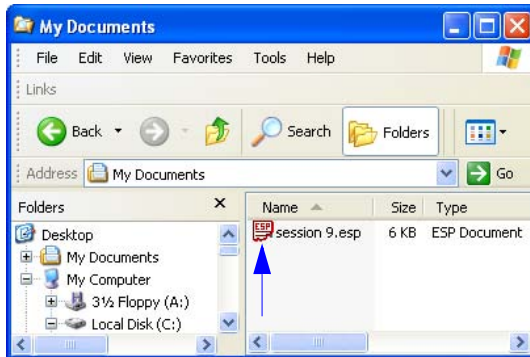 My Documents
File Edit View Favorites Tools Help
Links
Back Search Folders
Address My Documents Go
Folders Name Size Type
Desktop ESP session 9.esp 6 KB ESP Document
My Documents
My Computer
3½ Floppy (A:)
Local Disk (C:)